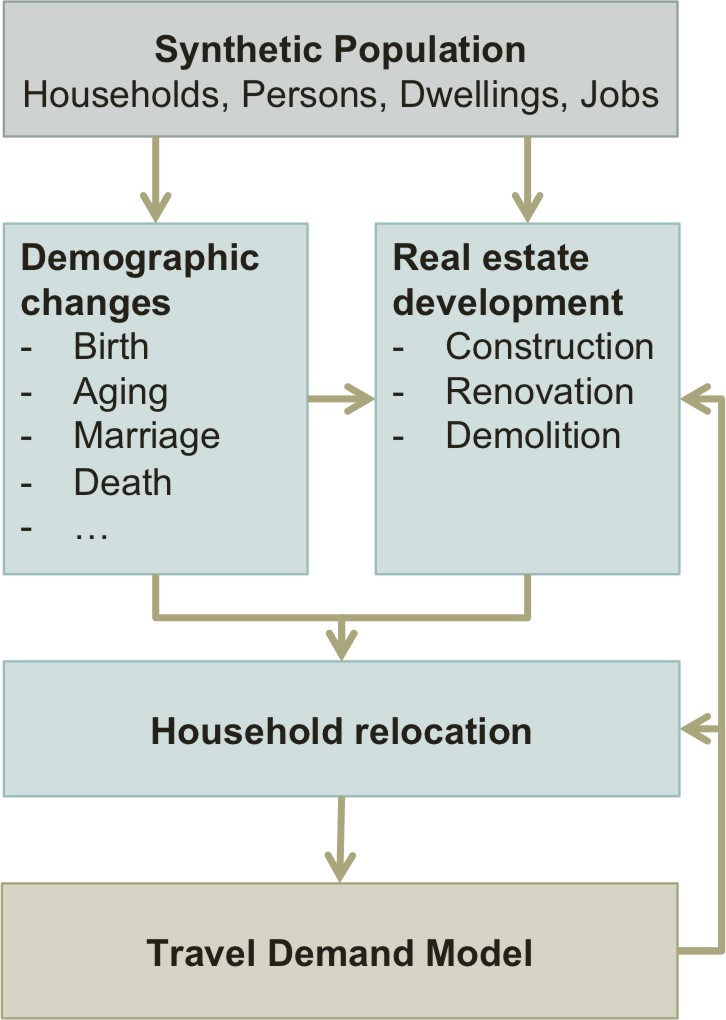 Synthetic Population
Households, Persons, Dwellings, Jobs
Demographic
changes
- Birth
- Aging
- Marriage
- Death
- …
Real estate
development
- Construction
- Renovation
- Demolition
Household relocation
Travel Demand Model